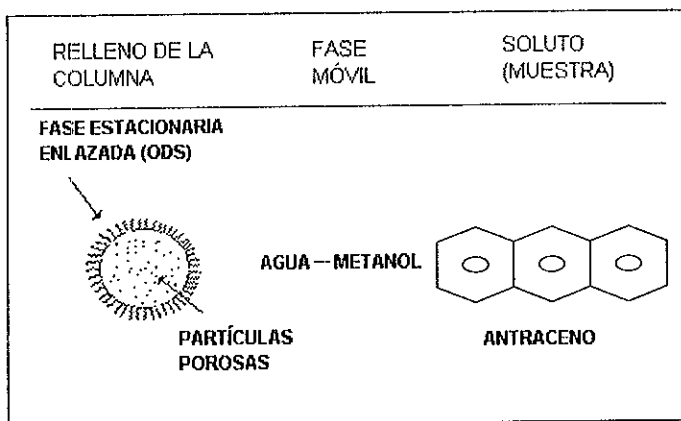 RELLENO DE LA
COLUMNA
FASE
MÓVIL
SOLUTO
(MUESTRA)
FASE ESTACIONARIA
ENLAZADA (ODS)
AGUA — METANOL
PARTÍCULAS
POROSAS
ANTRACENO